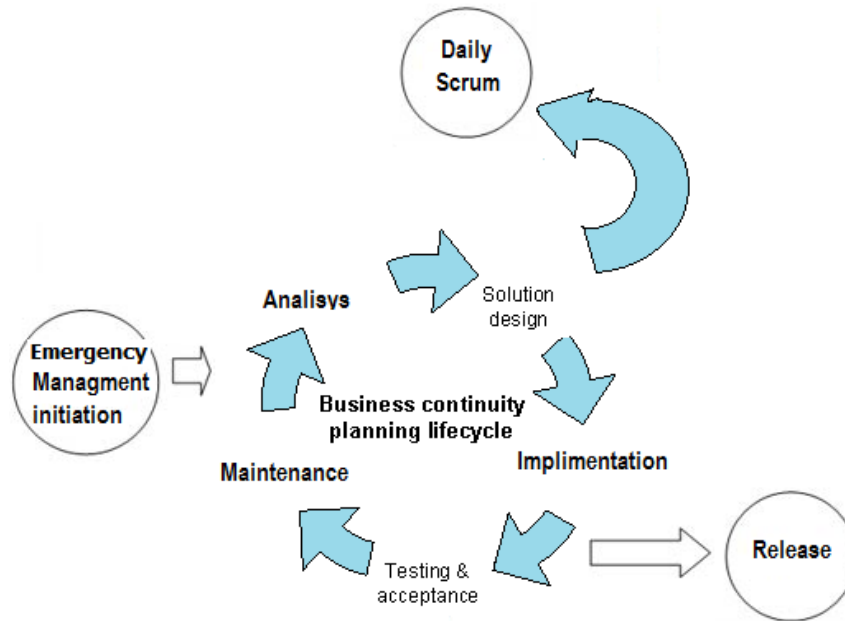 Daily
Scrum
Analisys
Solution
design
Emergency
Managment
initiation
Business continuity
planning lifecycle
Implimentation
Maintenance
Release
Testing &
acceptance